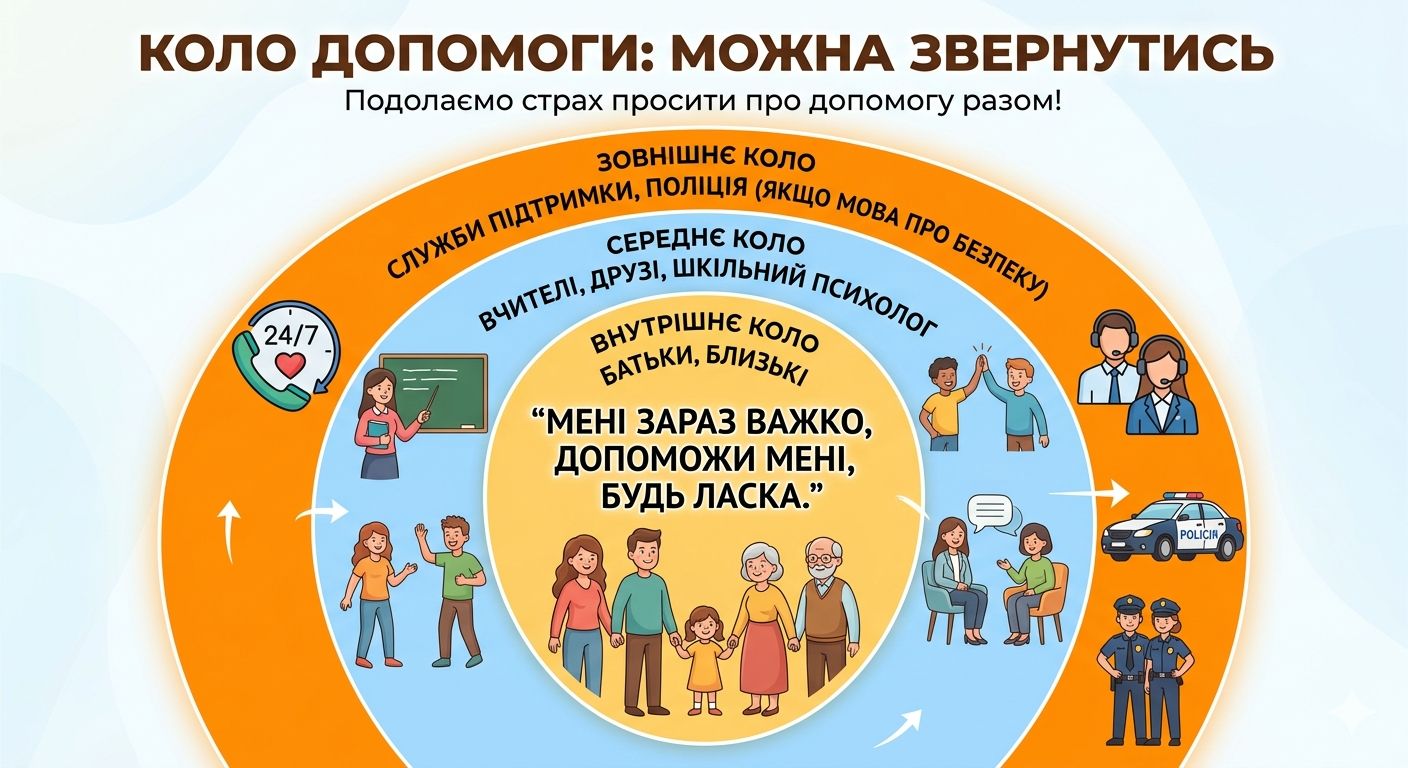 КОЛО ДОПОМОГИ: МОЖНА ЗВЕРНУТИСЬ
Подолаємо страх просити про допомогу разом!
ЗОВНІШНЄ КОЛО
СЛУЖБИ ПІДТРИМКИ, ПОЛІЦІЯ (ЯКЩО МОВА ПРО БЕЗПЕКУ)
СЕРЕДНЄ КОЛО
ВЧИТЕЛІ, ДРУЗІ, ШКІЛЬНИЙ ПСИХОЛОГ
ВНУТРІШНЄ КОЛО
БАТЬКИ, БЛИЗЬКІ
24/7
“МЕНІ ЗАРАЗ ВАЖКО,
ДОПОМОЖИ МЕНІ,
БУДЬ ЛАСКА.”